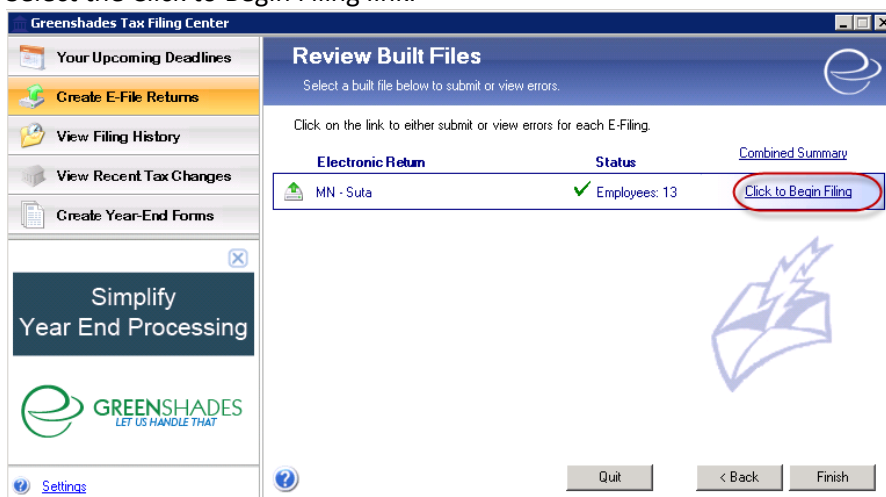 Select the Click to Begin Filing link.
Greenshades Tax Filing Center
Your Upcoming Deadlines
Create E-File Returns
View Filing History
View Recent Tax Changes
Create Year-End Forms
Simplify
Year End Processing
GREENSHADES
LET US HANDLE THAT
Settings
Review Built Files
Select a built file below to submit or view errors.
Click on the link to either submit or view errors for each E-Filing.
Electronic Return Status Combined Summary
MN - Suta Employees: 13 Click to Begin Filing
Quit < Back Finish